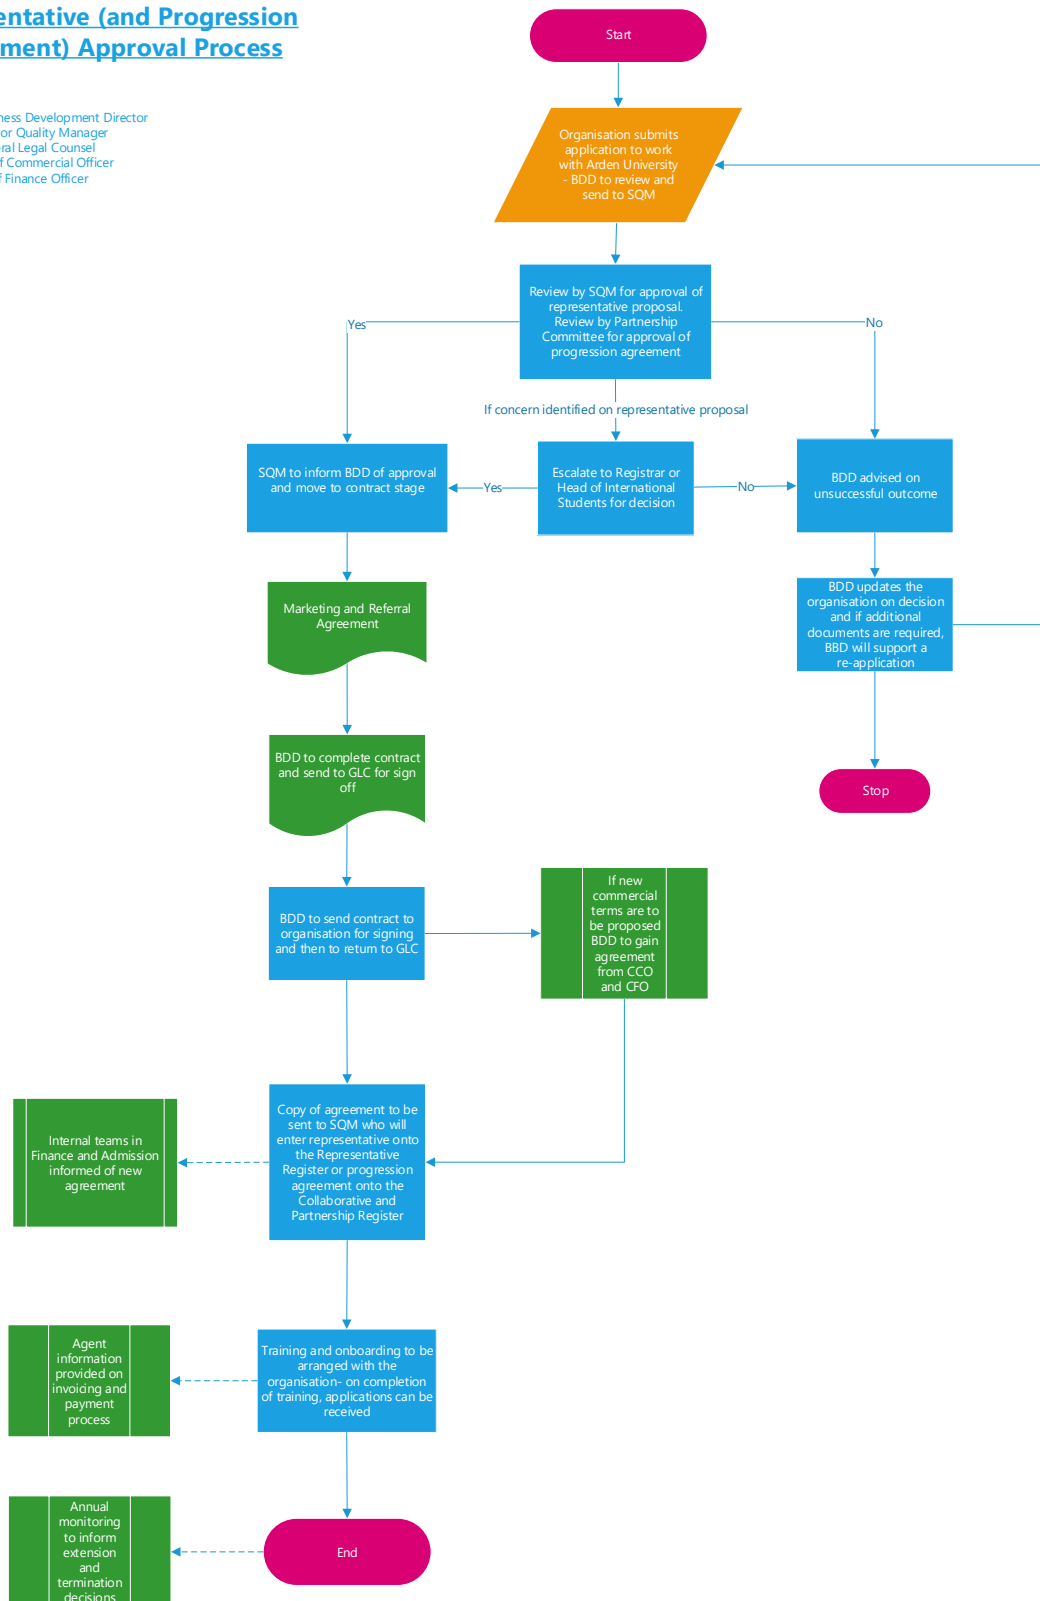 entative (and Progression
ment) Approval Process
ness Development Director
or Quality Manager
eral Legal Counsel
f Commercial Officer
f Finance Officer
Start
Organisation submits
application to work
with Arden University
- BDD to review and
send to SQM
Review by SQM for approval of
representative proposal.
Review by Partnership
Committee for approval of
progression agreement
Yes
No
If concern identified on representative proposal
SQM to inform BDD of approval
and move to contract stage
Yes
Escalate to Registrar or
Head of International
Students for decision
No
BDD advised on
unsuccessful outcome
Marketing and Referral
Agreement
BDD updates the
organisation on decision
and if additional
documents are required,
BBD will support a
re-application
BDD to complete contract
and send to GLC for sign
off
Stop
BDD to send contract to
organisation for signing
and then to return to GLC
If new
commercial
terms are to
be proposed
BDD to gain
agreement
from CCO
and CFO
Internal teams in
Finance and Admission
informed of new
agreement
Copy of agreement to be
sent to SQM who will
enter representative onto
the Representative
Register or progression
agreement onto the
Collaborative and
Partnership Register
Agent
information
provided on
invoicing and
payment
process
Training and onboarding to be
arranged with the
organisation- on completion
of training, applications can be
received
Annual
monitoring
to inform
extension
and
termination
decisions
End